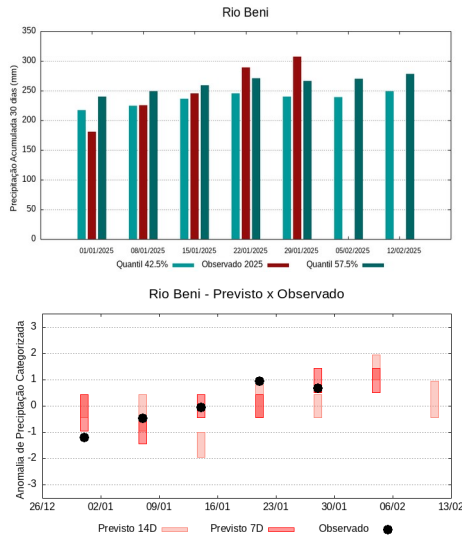 Rio Beni
Precipitação Acumulada 30 dias (mm)
350
300
250
200
150
100
50
0
01/01/2025 08/01/2025 15/01/2025 22/01/2025 29/01/2025 05/02/2025 12/02/2025
Quantil 42.5% Observado 2025 Quantil 57.5%
Rio Beni - Previsto x Observado
Anomalia de Precipitação Categorizada
3
2
1
0
-1
-2
-3
26/12 02/01 09/01 16/01 23/01 30/01 06/02 13/02
Previsto 14D Previsto 7D Observado